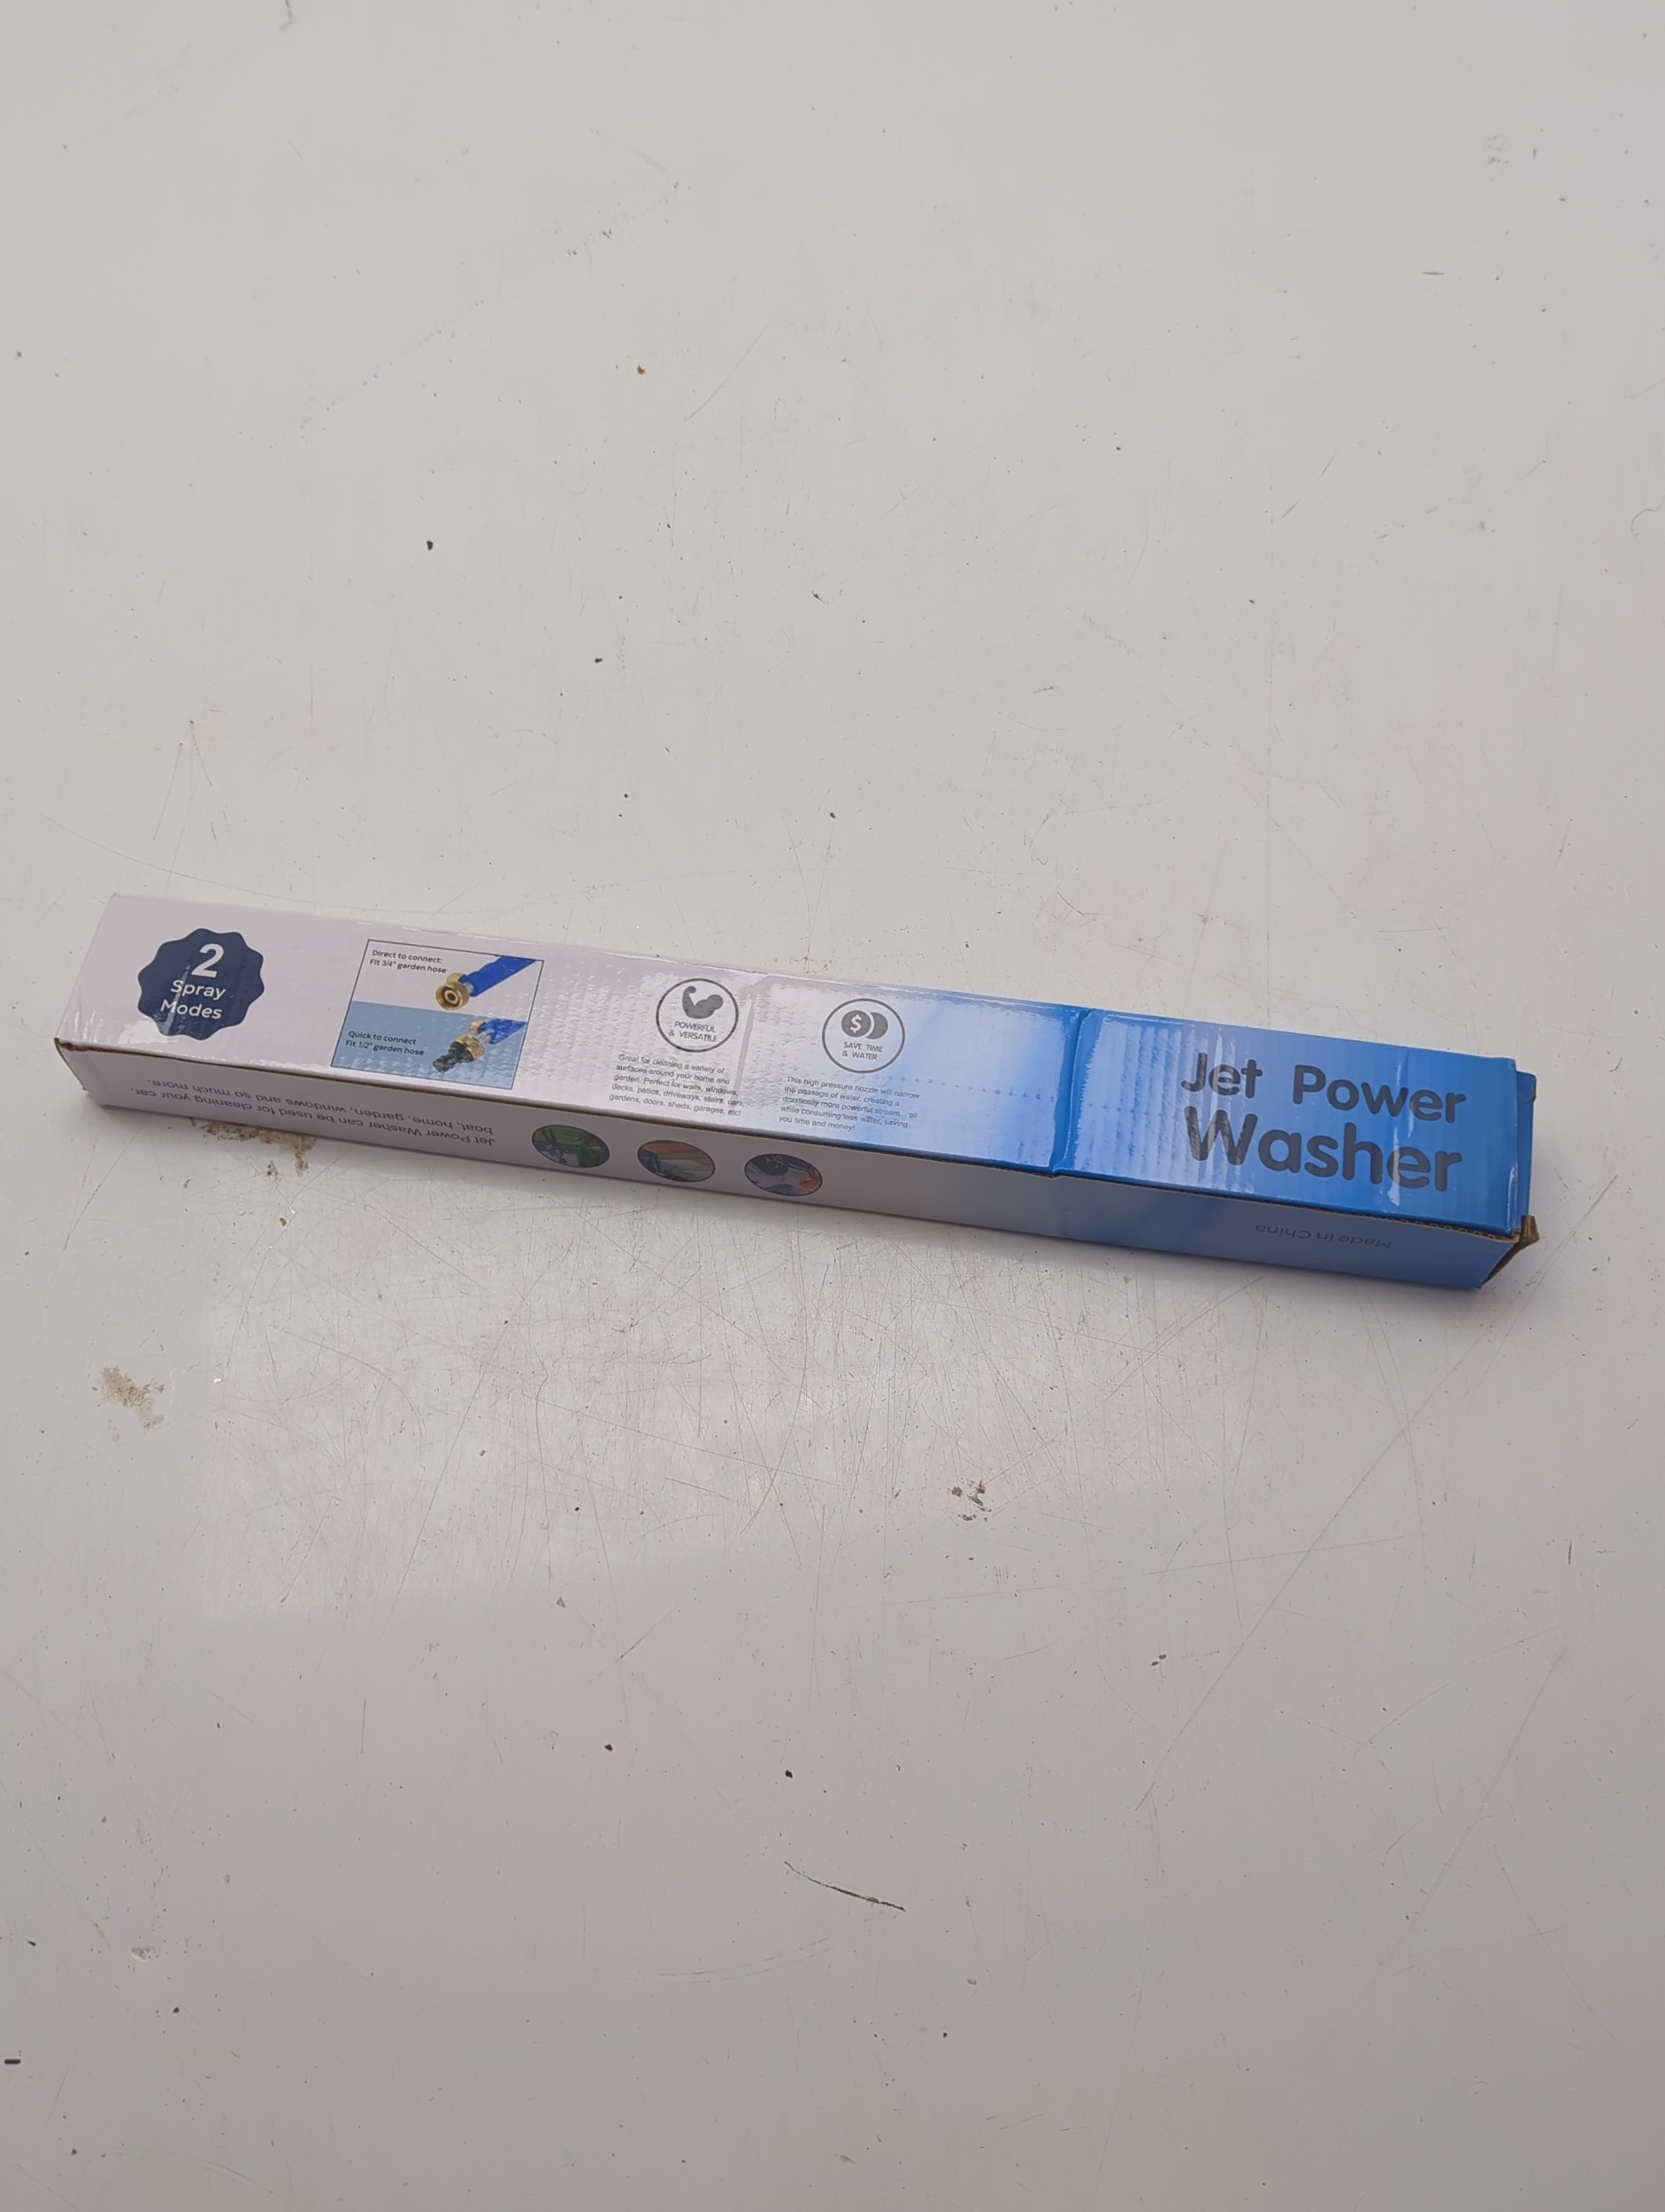 2
Spray
Modes
Direct to connect:
Fit 3/4" garden hose
Quick to connect
Fit 1/2" garden hose
POWERFUL
& VERSATILE
Great for cleaning a variety of
surfaces around your home and
garden. Perfect for walls, windows,
decks, patios, driveways, stairs, cars,
gardens, doors, sheds, garages, etc!
SAVE TIME
& WATER
This high pressure nozzle will narrow
the passage of water, creating a
drastically more powerful stream... all
while consuming less water, saving
you time and money!
Jet Power
Washer
Jet Power Washer can be used for cleaning your car,
boat, home, garden, windows and so much more.
Made in China